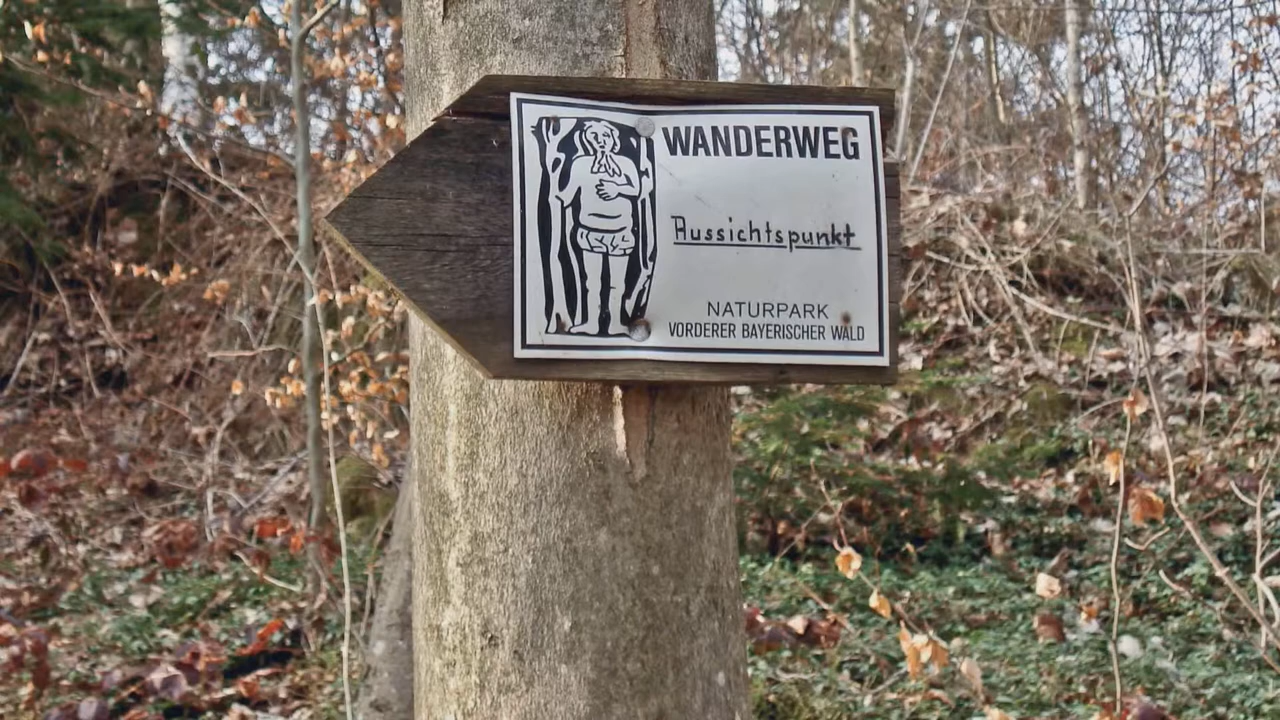 WANDERWEG
Aussichtspunkt
NATURPARK
VORDERER BAYERISCHER WALD